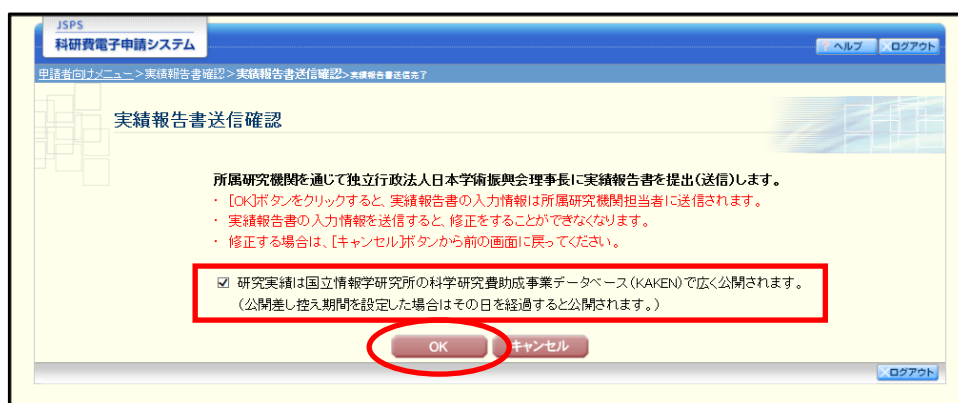 JSPS
科研費電子申請システム
? ヘルプ ×ログアウト
申請者向けメニュー>実績報告書確認>実績報告書送信確認>実績報告書送信完了
実績報告書送信確認
所属研究機関を通じて独立行政法人日本学術振興会理事長に実績報告書を提出(送信)します。
・ [OK]ボタンをクリックすると、実績報告書の入力情報は所属研究機関担当者に送信されます。
・ 実績報告書の入力情報を送信すると、修正をすることができなくなります。
・ 修正する場合は、[キャンセル]ボタンから前の画面に戻ってください。
研究実績は国立情報学研究所の科学研究費助成事業データベース(KAKEN)で広く公開されます。
(公開差し控え期間を設定した場合はその日を経過すると公開されます。)
OK キャンセル
×ログアウト